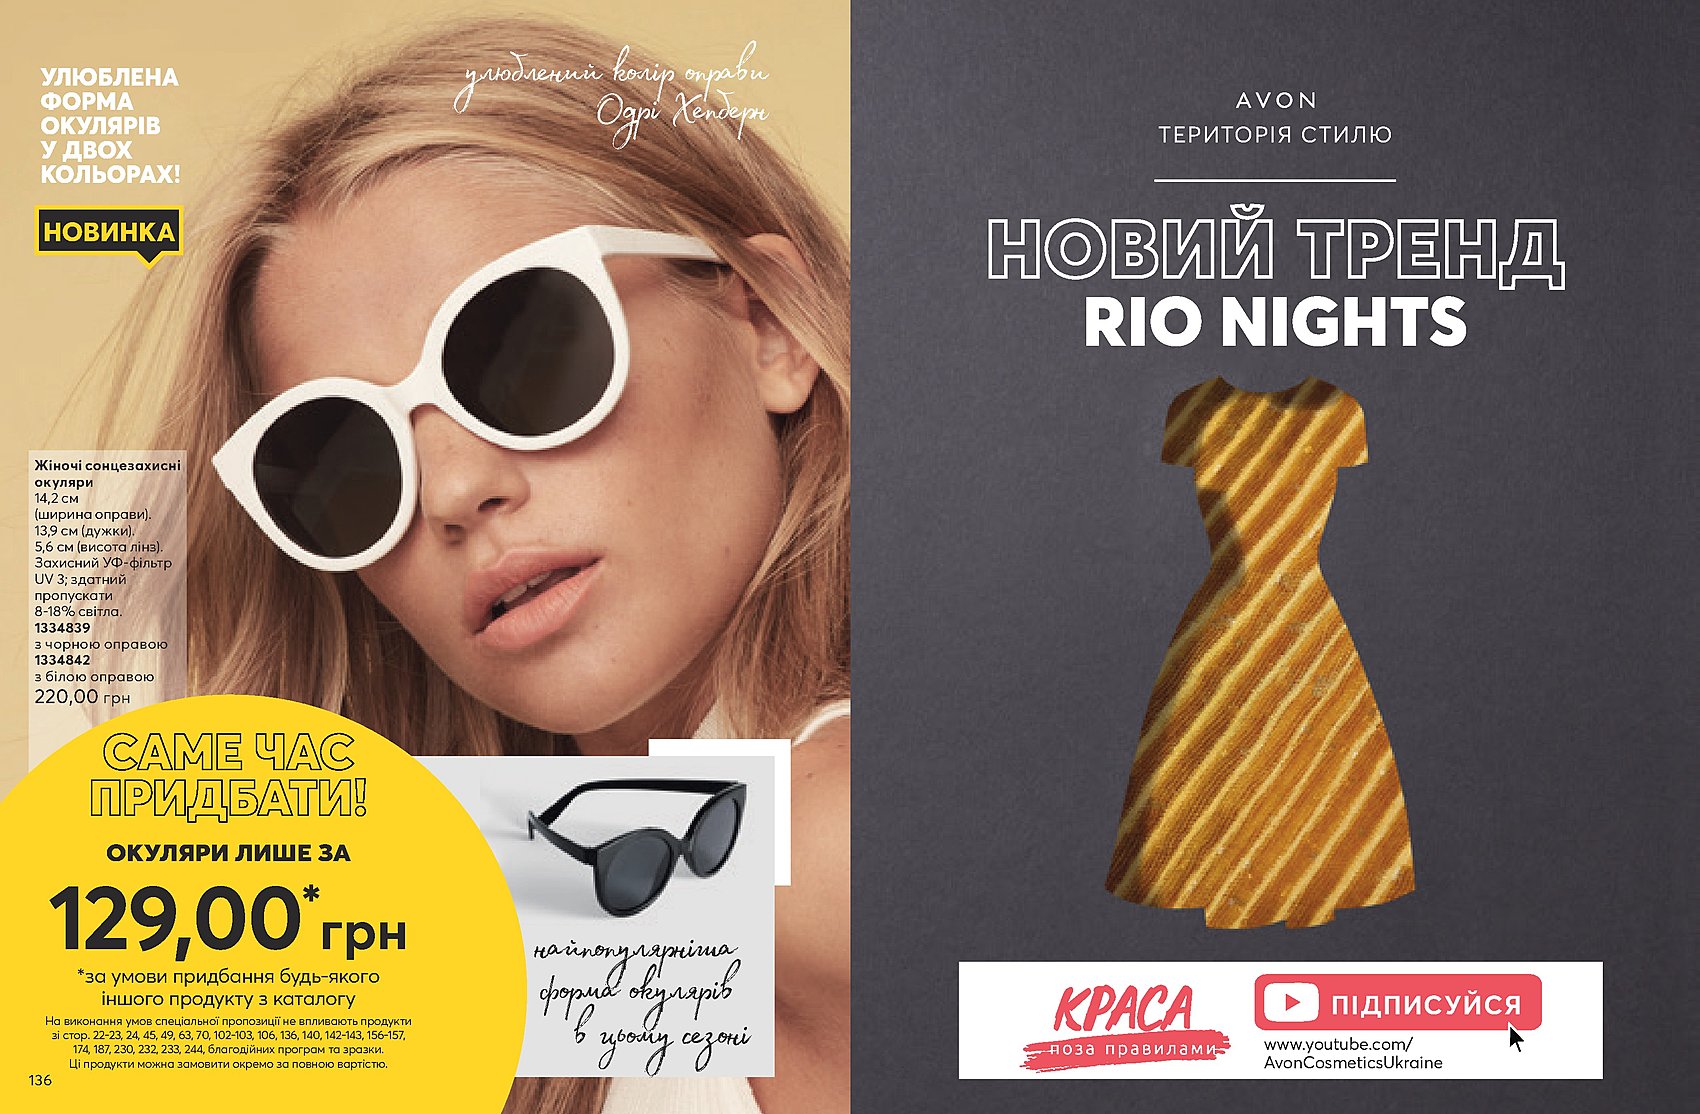 УЛЮБЛЕНА
ФОРМА
ОКУЛЯРІВ
У ДВОХ
КОЛЬОРАХ!
НОВИНКА
улюблений колір оправи
Одрі Хепберн
Жіночі сонцезахисні
окуляри
14,2 см
(ширина оправи).
13,9 см (дужки).
5,6 см (висота лінз).
Захисний УФ-фільтр
UV 3; здатний
пропускати
8-18% світла.
1334839
з чорною оправою
1334842
з білою оправою
220,00 грн
САМЕ ЧАС
ПРИДБАТИ!
ОКУЛЯРИ ЛИШЕ ЗА
129,00* грн
*за умови придбання будь-якого
іншого продукту з каталогу
На виконання умов спеціальної пропозиції не впливають продукти
зі стор. 22-23, 24, 45, 49, 63, 70, 102-103, 106, 136, 140, 142-143, 156-157,
174, 187, 230, 232, 233, 244, благодійних програм та зразки.
Ці продукти можна замовити окремо за повною вартістю.
136
найпопулярніша
форма окулярів
в цьому сезоні
AVON
ТЕРИТОРІЯ СТИЛЮ
НОВИЙ ТРЕНД
RIO NIGHTS
КРАСА
поза правилами
ПІДПИСУЙСЯ
www.youtube.com/
AvonCosmeticsUkraine